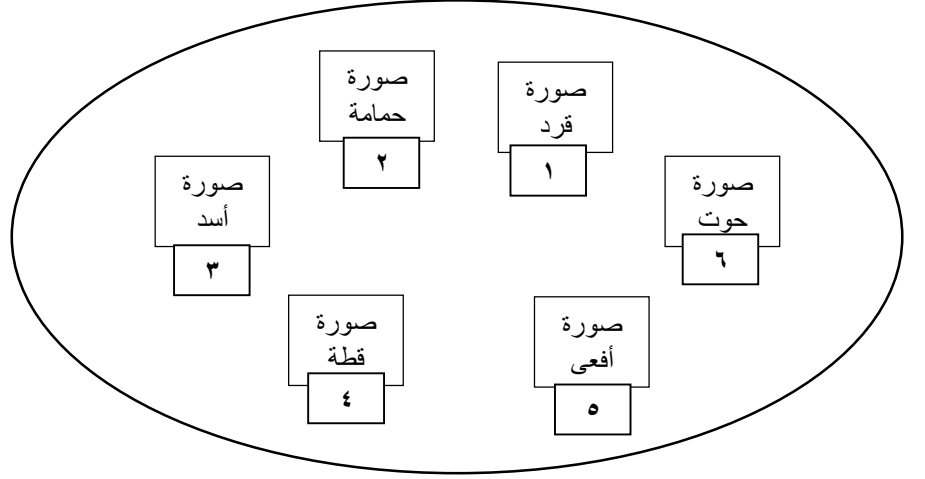 صورة
قرد
١
صورة
حمامة
٢
صورة
أسد
٣
صورة
قطة
٤
صورة
أفعى
٥
صورة
حوت
٦